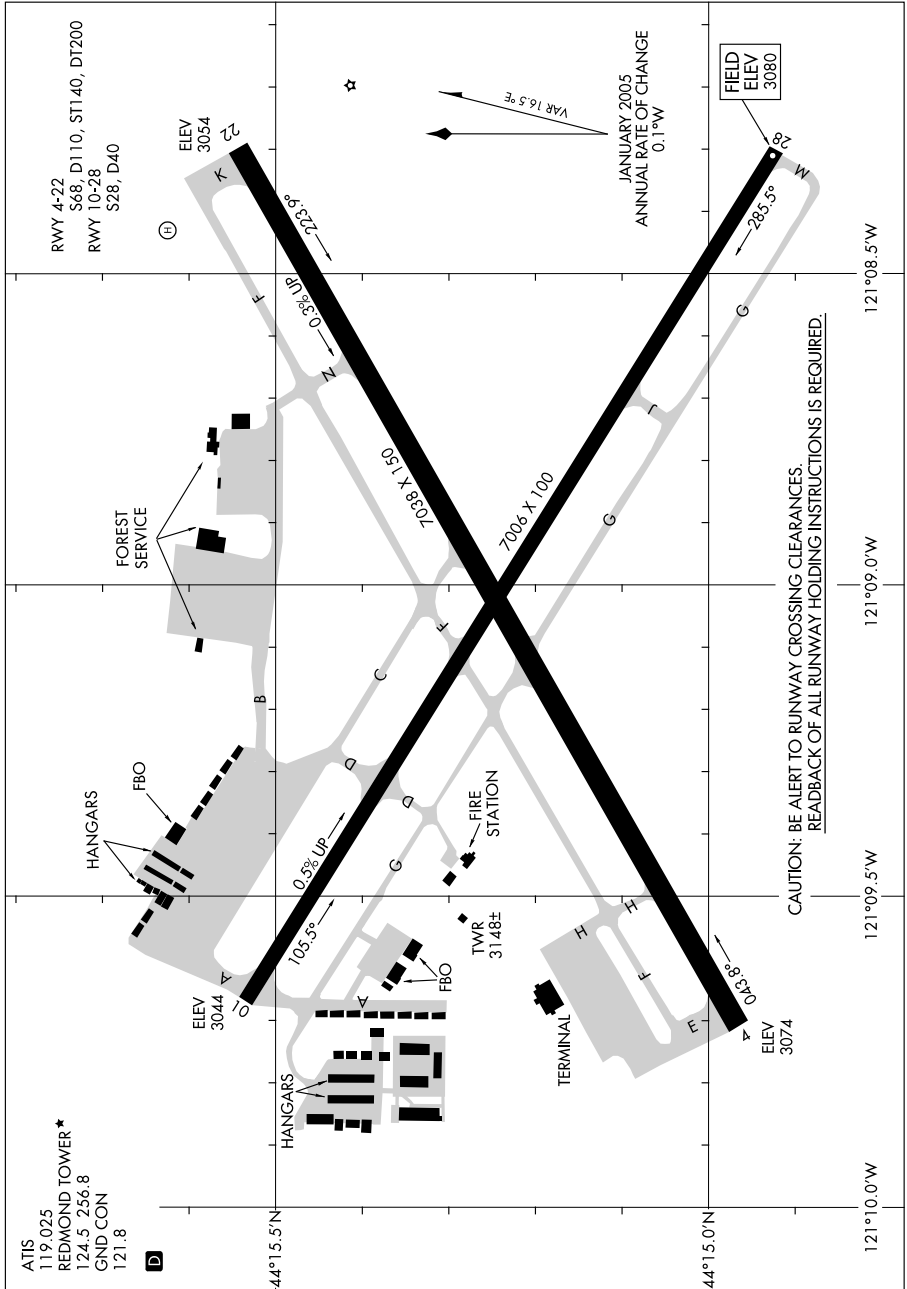 ATIS
119.025
REDMOND TOWER★
124.5 256.8
GND CON
121.8
D
RWY 4-22
S68, D110, ST140, DT200
RWY 10-28
S28, D40
HANGARS
FBO
FOREST
SERVICE
H
ELEV
3054
22
K
223.9°
0.3% UP
F
N
B
C
7038 X 150
VAR 16.5°E
JANUARY 2005
ANNUAL RATE OF CHANGE
0.1°W
A
ELEV
3044
10
105.5°
0.5% UP
D
D
F
G
FIRE
STATION
7006 X 100
HANGARS
A
FBO
TWR
3148±
G
J
G
FIELD
ELEV
3080
28
285.5°
M
TERMINAL
H
H
F
E
4
043.8°
ELEV
3074
44°15.5'N
44°15.0'N
CAUTION: BE ALERT TO RUNWAY CROSSING CLEARANCES.
READBACK OF ALL RUNWAY HOLDING INSTRUCTIONS IS REQUIRED.
121°10.0'W
121°09.5'W
121°09.0'W
121°08.5'W